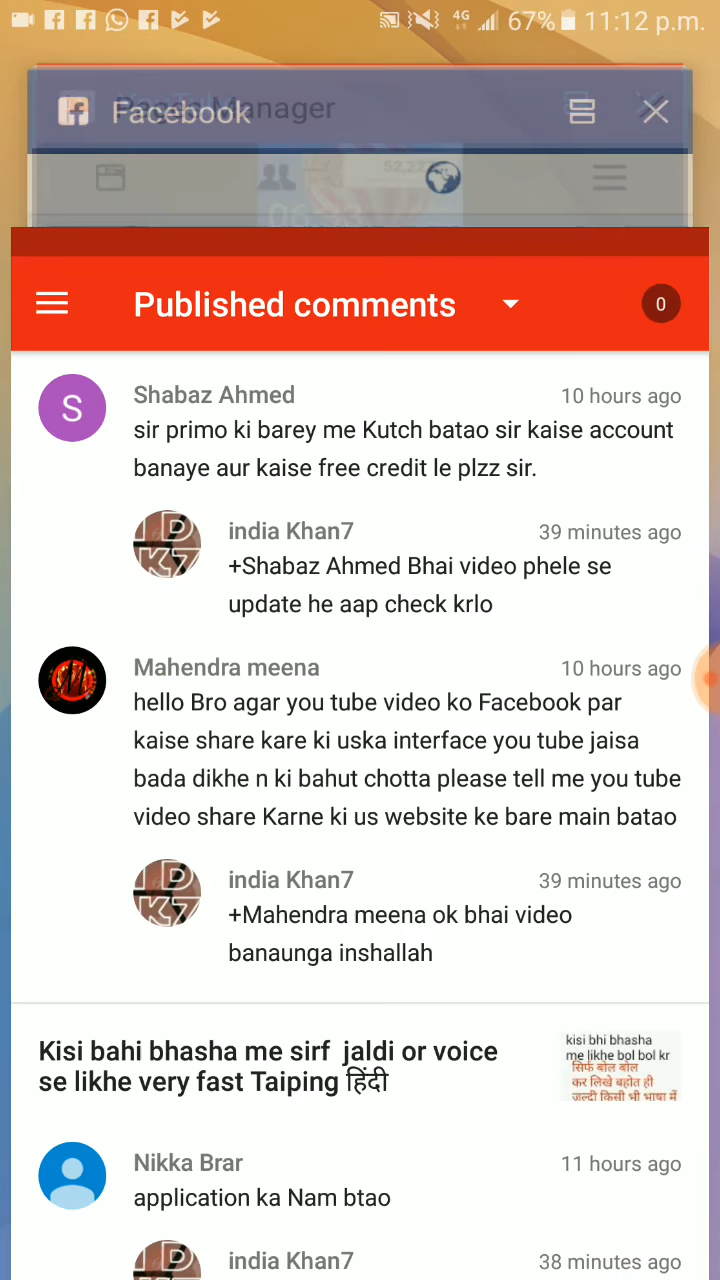 4G 67% 11:12 p.m.
Facebook
Manager
52,22
Published comments
0
S
Shabaz Ahmed
10 hours ago
sir primo ki barey me Kutch batao sir kaise account
banaye aur kaise free credit le plzz sir.
india Khan7
39 minutes ago
+Shabaz Ahmed Bhai video phele se
update he aap check krlo
Mahendra meena
10 hours ago
hello Bro agar you tube video ko Facebook par
kaise share kare ki uska interface you tube jaisa
bada dikhe n ki bahut chotta please tell me you tube
video share Karne ki us website ke bare main batao
india Khan7
39 minutes ago
+Mahendra meena ok bhai video
banaunga inshallah
Kisi bahi bhasha me sirf jaldi or voice
se likhe very fast Taiping हिंदी
kisi bhi bhasha
me likhe bol bol kr
सिर्फ बोल बोल
कर लिखे बहोत ही
जल्दी किसी भी भाषा में
Nikka Brar
11 hours ago
application ka Nam btao
india Khan7
38 minutes ago